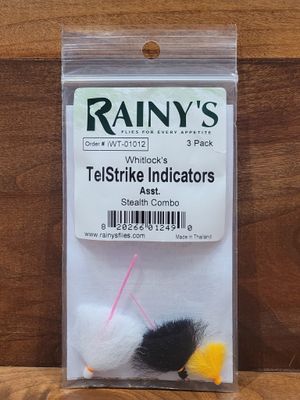 RAINY'S
FLIES FOR EVERY APPETITE
Order # iWT-01012 3 Pack
Whitlock's
TelStrike Indicators
Asst.
Stealth Combo
8 20266 01249 0
www.rainysflies.com Made in Thailand